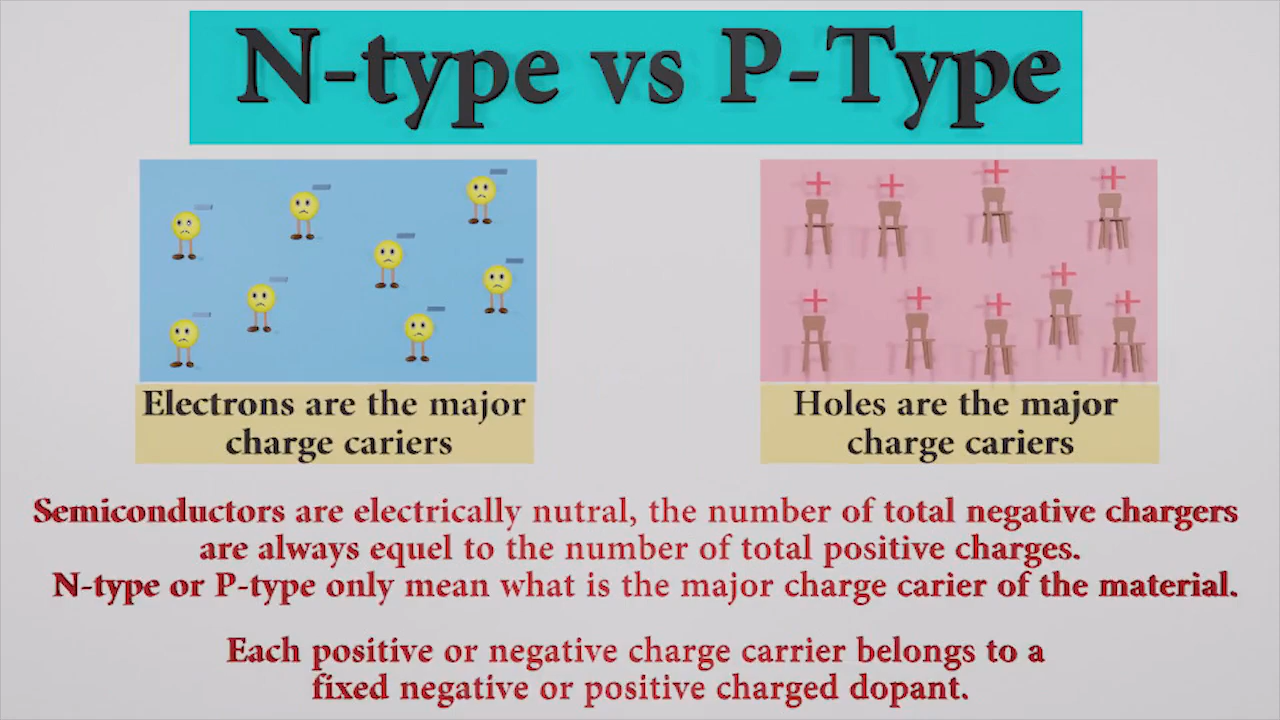 N-type vs P-Type
Electrons are the major
charge cariers
Holes are the major
charge cariers
Semiconductors are electrically nutral, the number of total negative chargers
are always equel to the number of total positive charges.
N-type or P-type only mean what is the major charge carier of the material.
Each positive or negative charge carrier belongs to a
fixed negative or positive charged dopant.